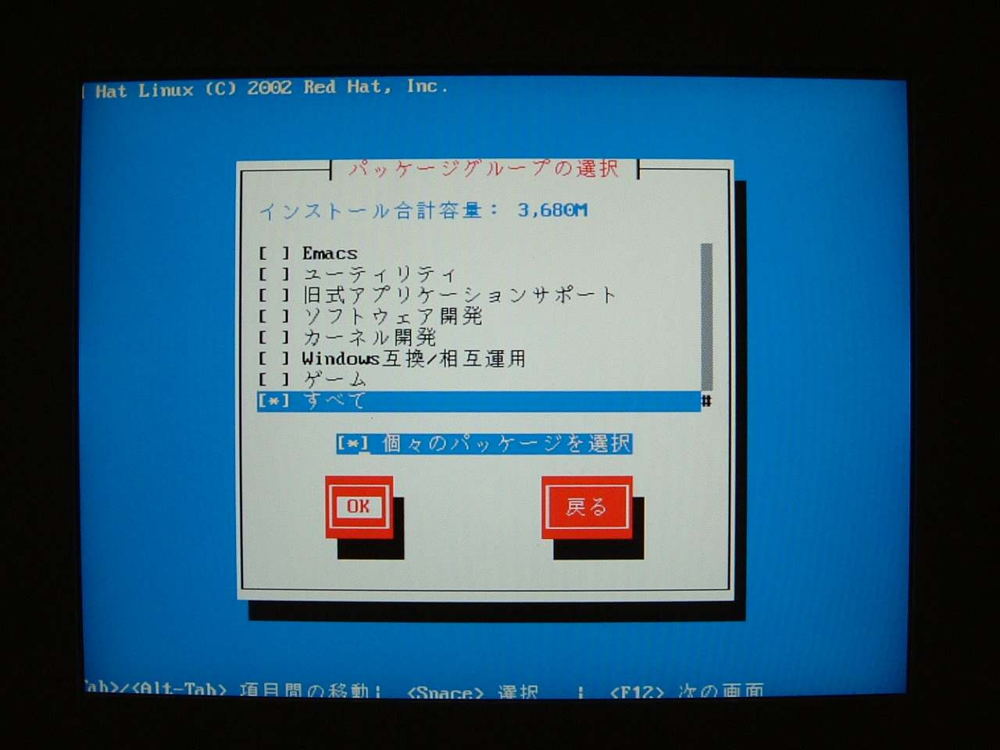 Hat Linux (C) 2002 Red Hat, Inc.
パッケージグループの選択
インストール合計容量： 3,680M
[ ] Emacs
[ ] ユーティリティ
[ ] 旧式アプリケーションサポート
[ ] ソフトウェア開発
[ ] カーネル開発
[ ] Windows互換/相互運用
[ ] ゲーム
[*] すべて #
[*] 個々のパッケージを選択
OK 戻る
ab>/<Alt-Tab> 項目間の移動| <Space> 選択 | <F12> 次の画面